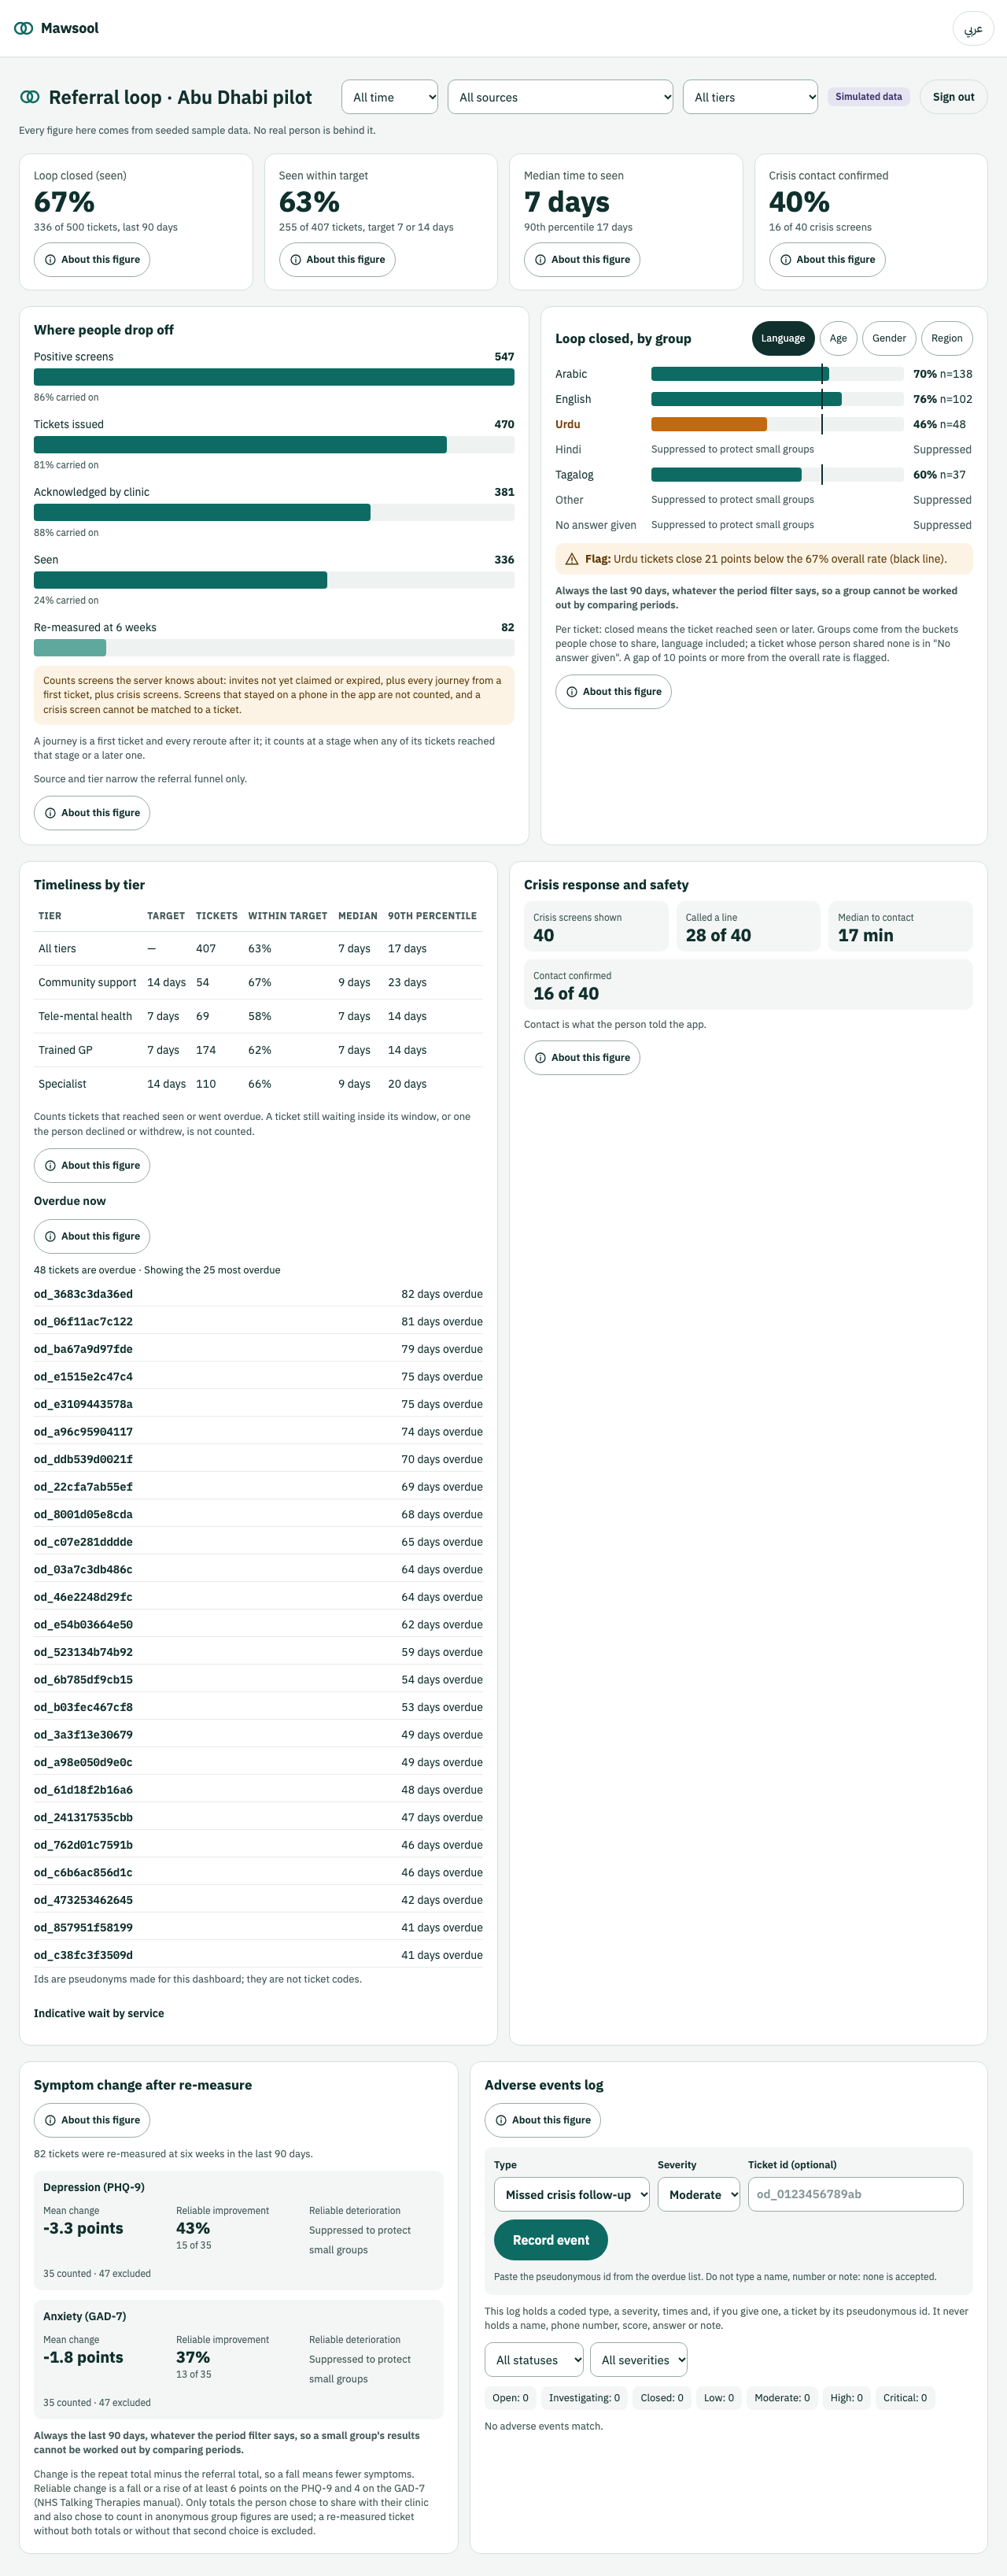 Mawsool
عربي
Referral loop · Abu Dhabi pilot
All time
All sources
All tiers
Simulated data
Sign out
Every figure here comes from seeded sample data. No real person is behind it.
Loop closed (seen)
67%
336 of 500 tickets, last 90 days
About this figure
Seen within target
63%
255 of 407 tickets, target 7 or 14 days
About this figure
Median time to seen
7 days
90th percentile 17 days
About this figure
Crisis contact confirmed
40%
16 of 40 crisis screens
About this figure
Where people drop off
Positive screens 547
86% carried on
Tickets issued 470
81% carried on
Acknowledged by clinic 381
88% carried on
Seen 336
24% carried on
Re-measured at 6 weeks 82
Counts screens the server knows about: invites not yet claimed or expired, plus every journey from a
first ticket, plus crisis screens. Screens that stayed on a phone in the app are not counted, and a
crisis screen cannot be matched to a ticket.
A journey is a first ticket and every reroute after it; it counts at a stage when any of its tickets reached
that stage or a later one.
Source and tier narrow the referral funnel only.
About this figure
Loop closed, by group
Language
Age
Gender
Region
Arabic 70% n=138
English 76% n=102
Urdu 46% n=48
Hindi Suppressed to protect small groups Suppressed
Tagalog 60% n=37
Other Suppressed to protect small groups Suppressed
No answer given Suppressed to protect small groups Suppressed
Flag: Urdu tickets close 21 points below the 67% overall rate (black line).
Always the last 90 days, whatever the period filter says, so a group cannot be worked
out by comparing periods.
Per ticket: closed means the ticket reached seen or later. Groups come from the buckets
people chose to share, language included; a ticket whose person shared none is in "No
answer given". A gap of 10 points or more from the overall rate is flagged.
About this figure
Timeliness by tier
TIER TARGET TICKETS WITHIN TARGET MEDIAN 90TH PERCENTILE
All tiers — 407 63% 7 days 17 days
Community support 14 days 54 67% 9 days 23 days
Tele-mental health 7 days 69 58% 7 days 14 days
Trained GP 7 days 174 62% 7 days 14 days
Specialist 14 days 110 66% 9 days 20 days
Counts tickets that reached seen or went overdue. A ticket still waiting inside its window, or one
the person declined or withdrew, is not counted.
About this figure
Overdue now
About this figure
48 tickets are overdue · Showing the 25 most overdue
od_3683c3da36ed 82 days overdue
od_06f11ac7c122 81 days overdue
od_ba67a9d97fde 79 days overdue
od_e1515e2c47c4 75 days overdue
od_e3109443578a 75 days overdue
od_a96c95904117 74 days overdue
od_ddb539d0021f 70 days overdue
od_22cfa7ab55ef 69 days overdue
od_8001d05e8cda 68 days overdue
od_c07e281dddde 65 days overdue
od_03a7c3db486c 64 days overdue
od_46e2248d29fc 64 days overdue
od_e54b03664e50 62 days overdue
od_523134b74b92 59 days overdue
od_6b785df9cb15 54 days overdue
od_b03fec467cf8 53 days overdue
od_3a3f13e30679 49 days overdue
od_a98e050d9e0c 49 days overdue
od_61d18f2b16a6 48 days overdue
od_241317535cbb 47 days overdue
od_762d01c7591b 46 days overdue
od_c6b6ac856d1c 46 days overdue
od_473253462645 42 days overdue
od_857951f58199 41 days overdue
od_c38fc3f3509d 41 days overdue
Ids are pseudonyms made for this dashboard; they are not ticket codes.
Indicative wait by service
Crisis response and safety
Crisis screens shown
40
Called a line
28 of 40
Median to contact
17 min
Contact confirmed
16 of 40
Contact is what the person told the app.
About this figure
Symptom change after re-measure
About this figure
82 tickets were re-measured at six weeks in the last 90 days.
Depression (PHQ-9)
Mean change
-3.3 points
Reliable improvement
43%
15 of 35
Reliable deterioration
Suppressed to protect
small groups
35 counted · 47 excluded
Anxiety (GAD-7)
Mean change
-1.8 points
Reliable improvement
37%
13 of 35
Reliable deterioration
Suppressed to protect
small groups
35 counted · 47 excluded
Always the last 90 days, whatever the period filter says, so a small group's results
cannot be worked out by comparing periods.
Change is the repeat total minus the referral total, so a fall means fewer symptoms.
Reliable change is a fall or a rise of at least 6 points on the PHQ-9 and 4 on the GAD-7
(NHS Talking Therapies manual). Only totals the person chose to share with their clinic
and also chose to count in anonymous group figures are used; a re-measured ticket
without both totals or without that second choice is excluded.
Adverse events log
About this figure
Type
Missed crisis follow-up
Severity
Moderate
Ticket id (optional)
od_0123456789ab
Record event
Paste the pseudonymous id from the overdue list. Do not type a name, number or note: none is accepted.
This log holds a coded type, a severity, times and, if you give one, a ticket by its pseudonymous id. It never
holds a name, phone number, score, answer or note.
All statuses
All severities
Open: 0
Investigating: 0
Closed: 0
Low: 0
Moderate: 0
High: 0
Critical: 0
No adverse events match.